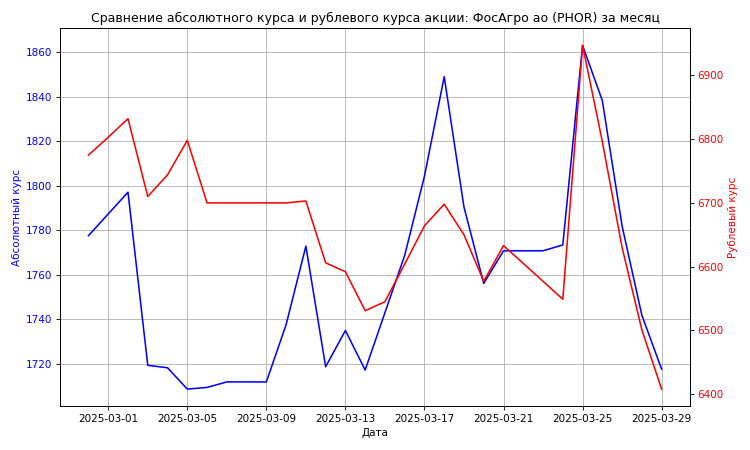 Сравнение абсолютного курса и рублевого курса акции: ФосАгро ао (PHOR) за месяц
1860
1840
1820
1800
1780
1760
1740
1720
Абсолютный курс
6900
6800
6700
6600
6500
6400
Рублевый курс
2025-03-01 2025-03-05 2025-03-09 2025-03-13 2025-03-17 2025-03-21 2025-03-25 2025-03-29
Дата